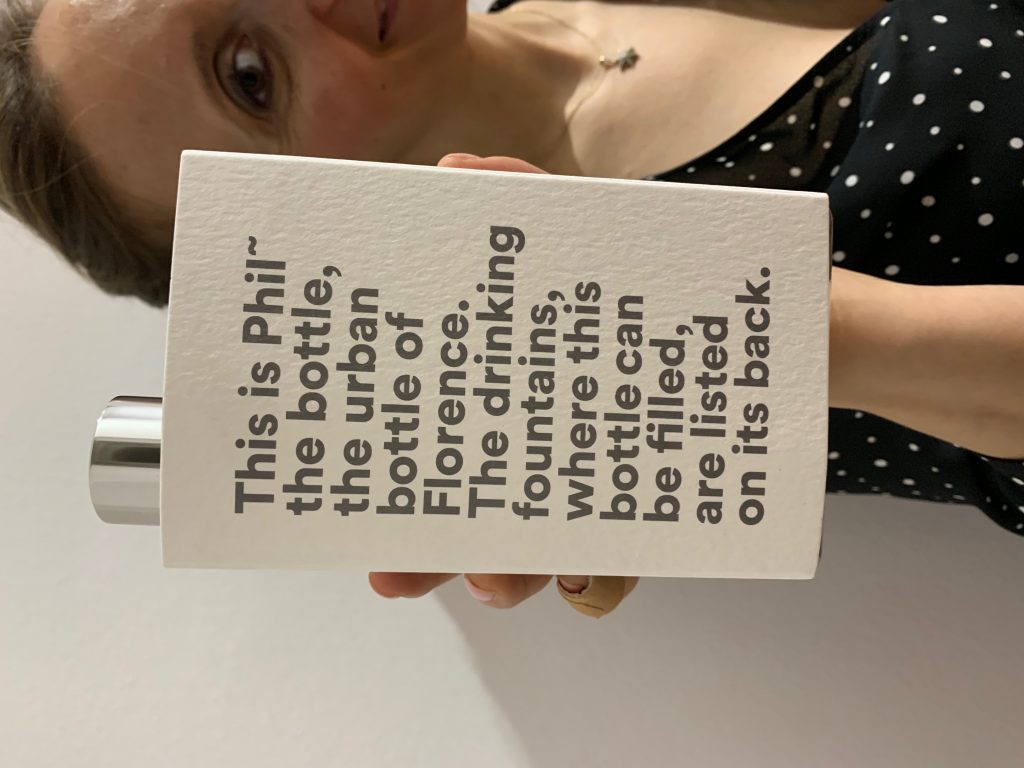 This is Phil~
the bottle,
the urban
bottle of
Florence.
The drinking
fountains,
where this
bottle can
be filled,
are listed
on its back.